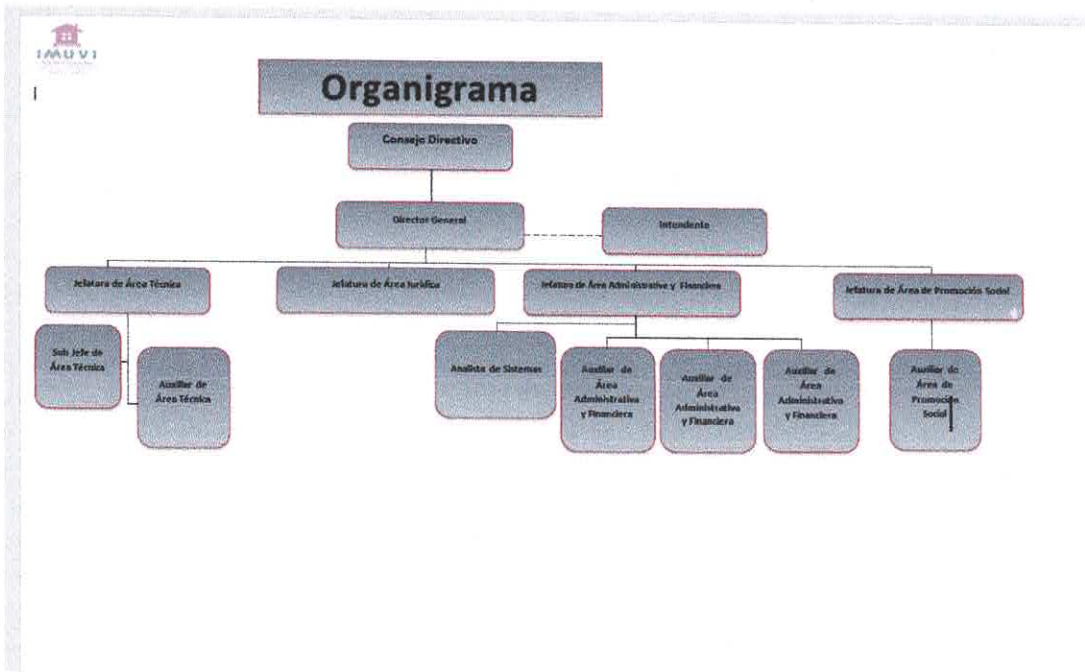 IMUVI
Organigrama
Consejo Directivo
Director General
Intendente
Jefatura de Área Técnica
Jefatura de Área Jurídica
Jefatura de Área Administrativa y Financiera
Jefatura de Área de Promoción Social
Sub Jefe de
Área Técnica
Auxiliar de
Área Técnica
Analista de Sistemas
Auxiliar de
Área
Administrativa
y Financiera
Auxiliar de
Área
Administrativa
y Financiera
Auxiliar de
Área
Administrativa
y Financiera
Auxiliar de
Área de
Promoción
Social